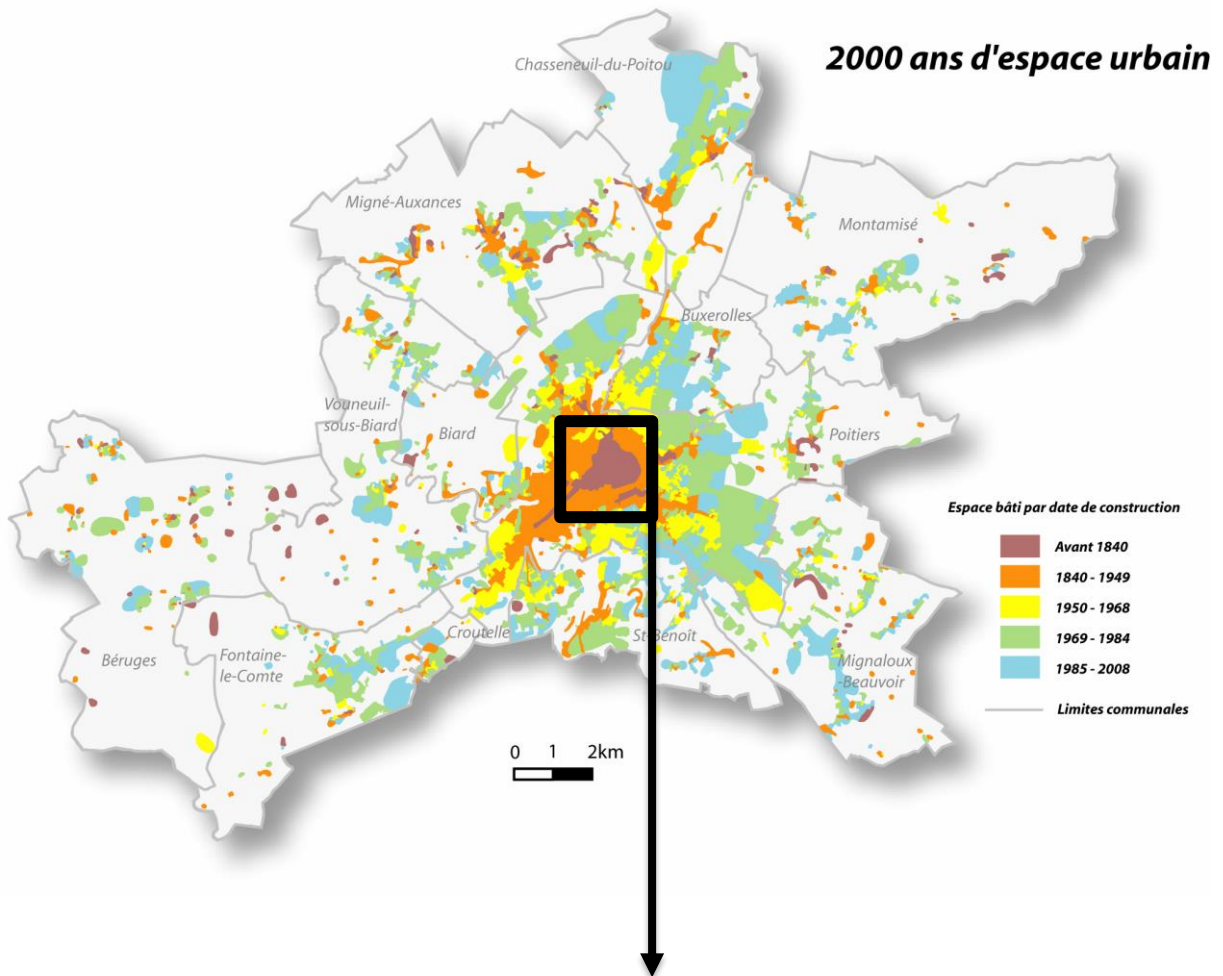 2000 ans d'espace urbain
Chasseneuil-du-Poitou
Migné-Auxances
Montamisé
Buxerolles
Vouneuil-
sous-Biard
Biard
Poitiers
Espace bâti par date de construction
Avant 1840
1840 - 1949
1950 - 1968
1969 - 1984
1985 - 2008
Limites communales
Béruges
Fontaine-
le-Comte
Croutelle
St-Benoît
Mignaloux
-Beauvoir
0 1 2km